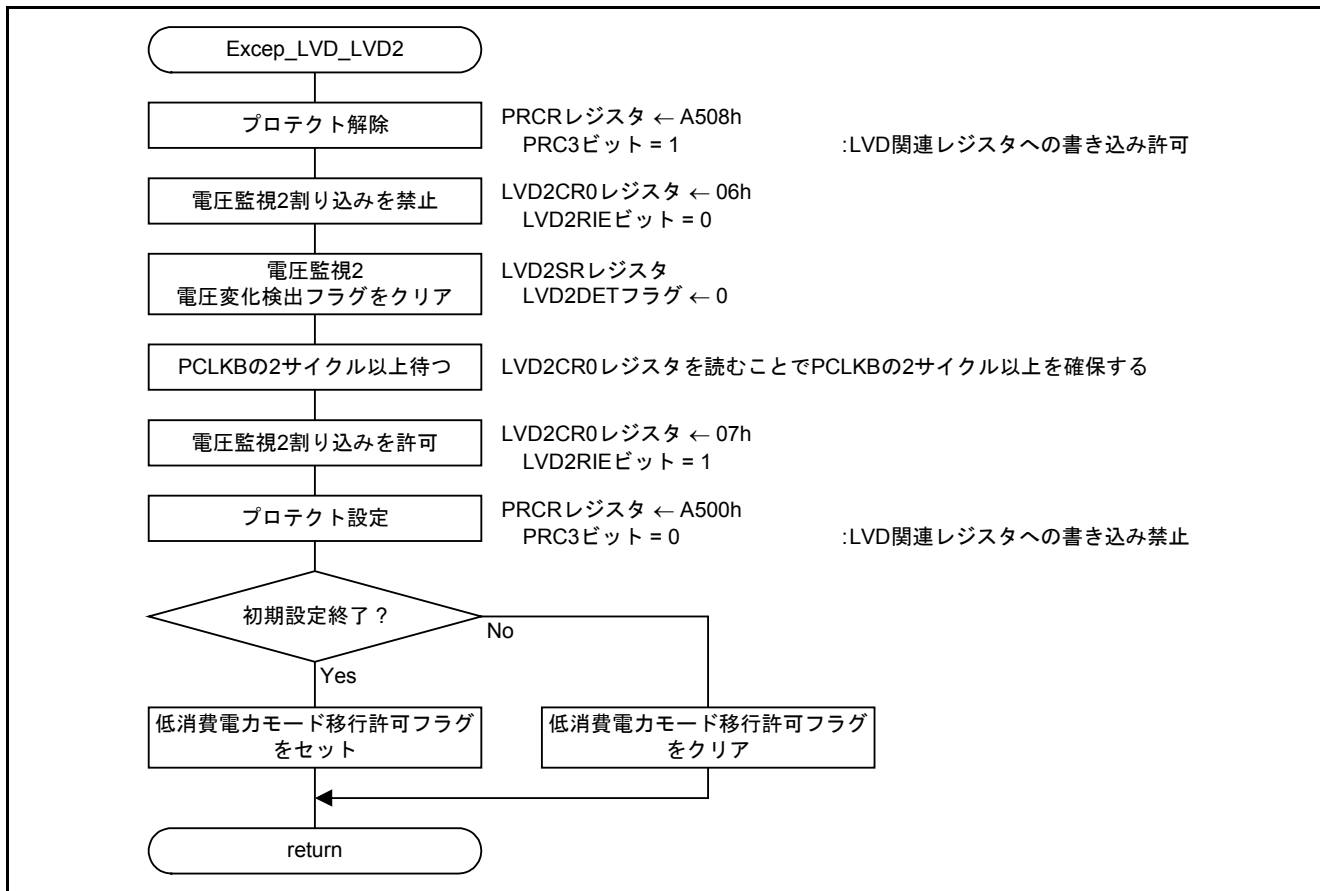 Excep_LVD_LVD2
プロテクト解除
PRCRレジスタ ← A508h
PRC3ビット = 1 :LVD関連レジスタへの書き込み許可
電圧監視2割り込みを禁止
LVD2CR0レジスタ ← 06h
LVD2RIEビット = 0
電圧監視2
電圧変化検出フラグをクリア
LVD2SRレジスタ
LVD2DETフラグ ← 0
PCLKBの2サイクル以上待つ
LVD2CR0レジスタを読むことでPCLKBの2サイクル以上を確保する
電圧監視2割り込みを許可
LVD2CR0レジスタ ← 07h
LVD2RIEビット = 1
プロテクト設定
PRCRレジスタ ← A500h
PRC3ビット = 0 :LVD関連レジスタへの書き込み禁止
初期設定終了？
No
Yes
低消費電力モード移行許可フラグ
をセット
低消費電力モード移行許可フラグ
をクリア
return